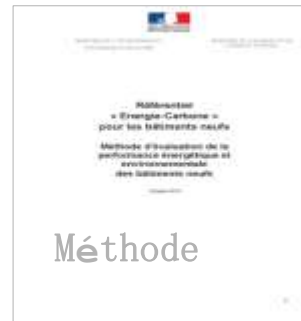 Référentiel
« Energie-Carbone »
pour les bâtiments neufs
Méthode d'évaluation de la
performance énergétique et
environnementale
des bâtiments neufs
Méthode